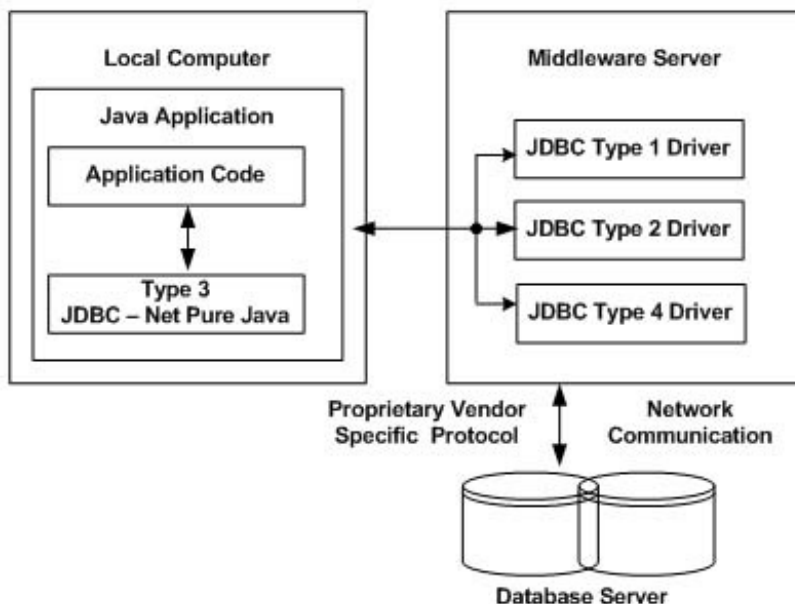 Local Computer
Java Application
Application Code
Type 3
JDBC – Net Pure Java
Middleware Server
JDBC Type 1 Driver
JDBC Type 2 Driver
JDBC Type 4 Driver
Proprietary Vendor
Specific Protocol
Network
Communication
Database Server